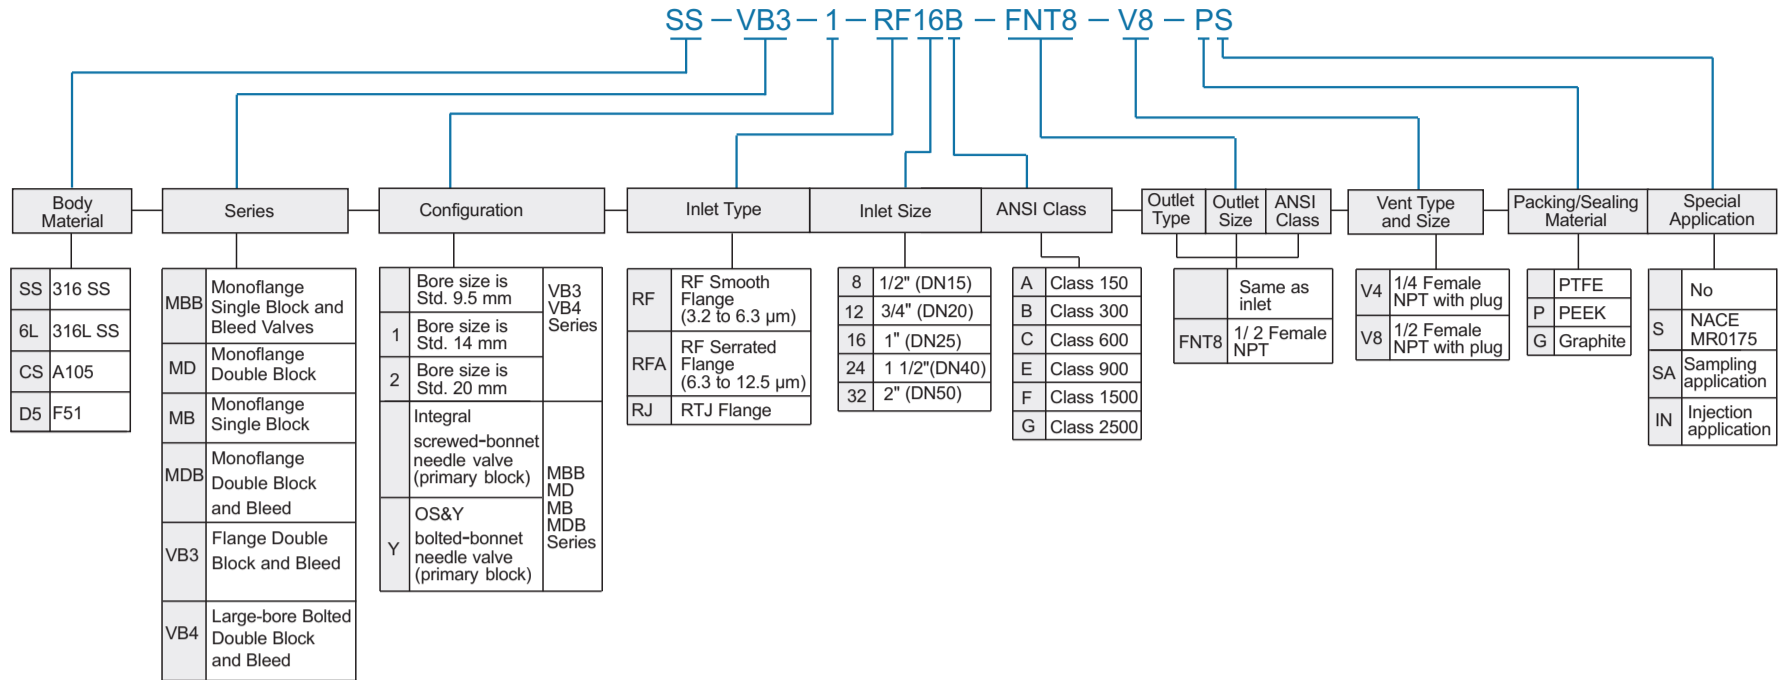 SS – VB3 – 1 – RF16B – FNT8 – V8 – PS
Body
Material
Series
Configuration
Inlet Type
Inlet Size
ANSI Class
Outlet
Type
Outlet
Size
ANSI
Class
Vent Type
and Size
Packing/Sealing
Material
Special
Application
SS 316 SS
6L 316L SS
CS A105
D5 F51
MBB Monoflange
Single Block and
Bleed Valves
MD Monoflange
Double Block
MB Monoflange
Single Block
MDB Monoflange
Double Block
and Bleed
VB3 Flange Double
Block and Bleed
VB4 Large-bore Bolted
Double Block
and Bleed
Bore size is
Std. 9.5 mm
1 Bore size is
Std. 14 mm
2 Bore size is
Std. 20 mm
VB3
VB4
Series
Integral
screwed-bonnet
needle valve
(primary block)
Y OS&Y
bolted-bonnet
needle valve
(primary block)
MBB
MD
MB
MDB
Series
RF RF Smooth
Flange
(3.2 to 6.3 µm)
RFA RF Serrated
Flange
(6.3 to 12.5 µm)
RJ RTJ Flange
8 1/2" (DN15)
12 3/4" (DN20)
16 1" (DN25)
24 1 1/2"(DN40)
32 2" (DN50)
A Class 150
B Class 300
C Class 600
E Class 900
F Class 1500
G Class 2500
Same as
inlet
FNT8 1/ 2 Female
NPT
V4 1/4 Female
NPT with plug
V8 1/2 Female
NPT with plug
PTFE
P PEEK
G Graphite
No
S NACE
MR0175
SA Sampling
application
IN Injection
application